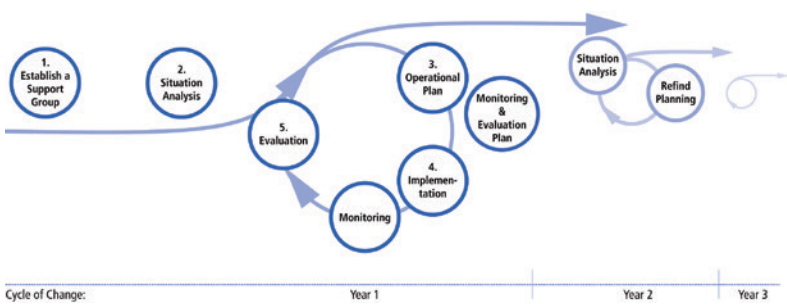 1.
Establish a
Support
Group
2.
Situation
Analysis
3.
Operational
Plan
Monitoring
&
Evaluation
Plan
4.
Implemen-
tation
Monitoring
5.
Evaluation
Situation
Analysis
Refind
Planning
Cycle of Change:
Year 1
Year 2
Year 3